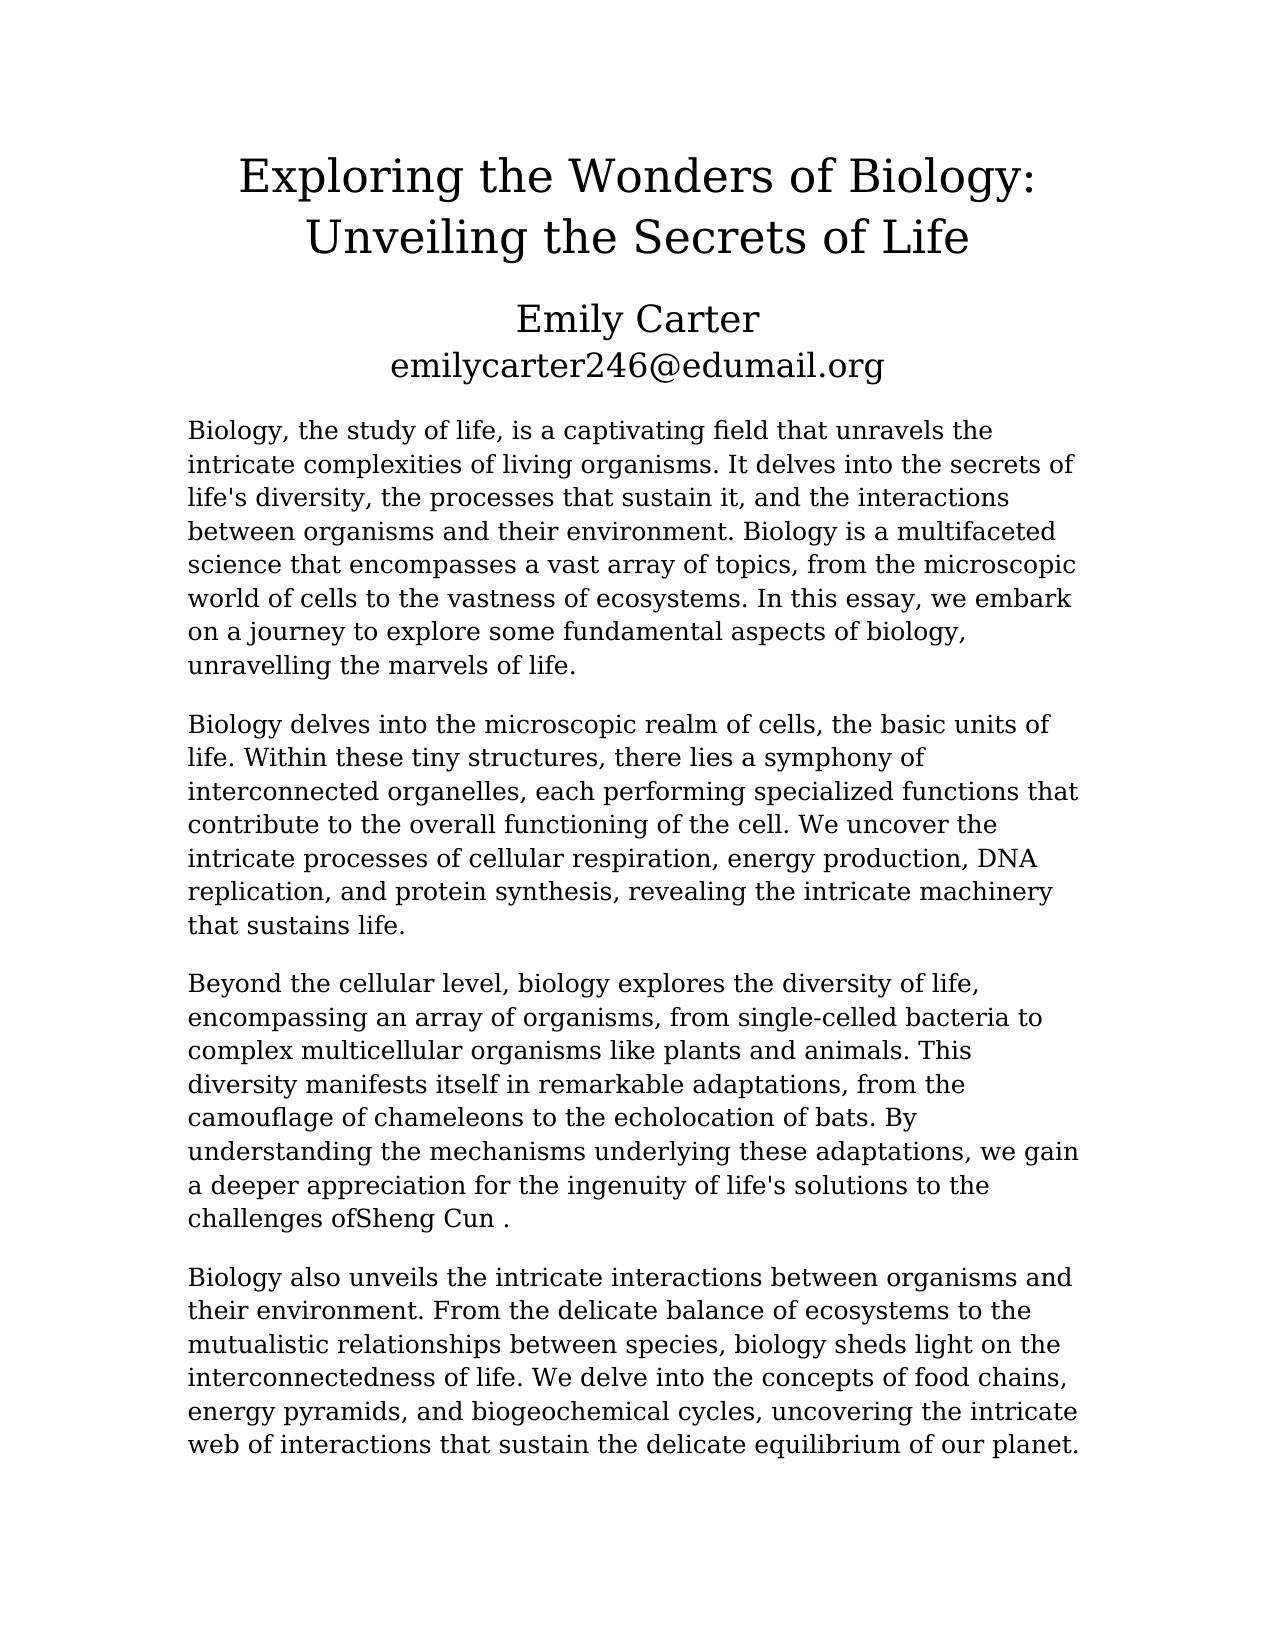 Exploring the Wonders of Biology:
Unveiling the Secrets of Life
Emily Carter
emilycarter246@edumail.org
Biology, the study of life, is a captivating field that unravels the
intricate complexities of living organisms. It delves into the secrets of
life's diversity, the processes that sustain it, and the interactions
between organisms and their environment. Biology is a multifaceted
science that encompasses a vast array of topics, from the microscopic
world of cells to the vastness of ecosystems. In this essay, we embark
on a journey to explore some fundamental aspects of biology,
unravelling the marvels of life.
Biology delves into the microscopic realm of cells, the basic units of
life. Within these tiny structures, there lies a symphony of
interconnected organelles, each performing specialized functions that
contribute to the overall functioning of the cell. We uncover the
intricate processes of cellular respiration, energy production, DNA
replication, and protein synthesis, revealing the intricate machinery
that sustains life.
Beyond the cellular level, biology explores the diversity of life,
encompassing an array of organisms, from single-celled bacteria to
complex multicellular organisms like plants and animals. This
diversity manifests itself in remarkable adaptations, from the
camouflage of chameleons to the echolocation of bats. By
understanding the mechanisms underlying these adaptations, we gain
a deeper appreciation for the ingenuity of life's solutions to the
challenges ofSheng Cun .
Biology also unveils the intricate interactions between organisms and
their environment. From the delicate balance of ecosystems to the
mutualistic relationships between species, biology sheds light on the
interconnectedness of life. We delve into the concepts of food chains,
energy pyramids, and biogeochemical cycles, uncovering the intricate
web of interactions that sustain the delicate equilibrium of our planet.